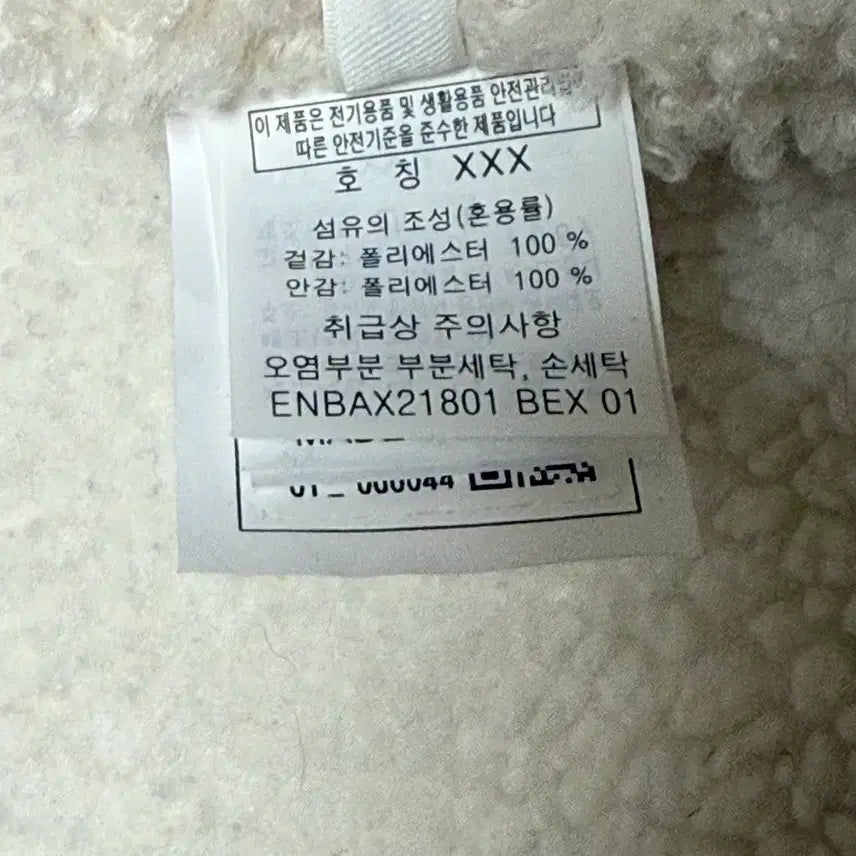 이 제품은 전기용품 및 생활용품 안전관리
따른 안전기준을 준수한 제품입니다
호 칭 XXX
섬유의 조성(혼용률)
겉감: 폴리에스터 100 %
안감: 폴리에스터 100 %
취급상 주의사항
오염부분 부분세탁, 손세탁
ENBAX21801 BEX 01
01 _ 000044